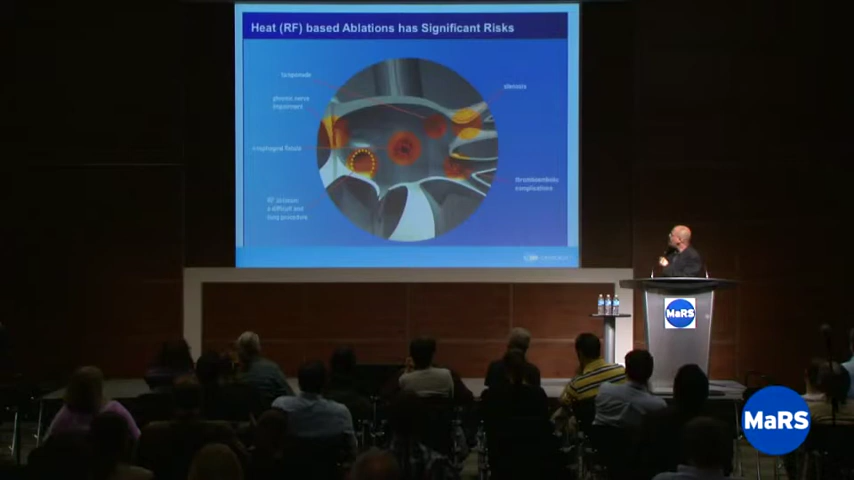 Heat (RF) based Ablations has Significant Risks
tamponade
stenosis
phrenic nerve
impairment
esophageal fistula
thromboembolic
complications
RF ablation
a difficult and
long procedure
MaRS
MaRS